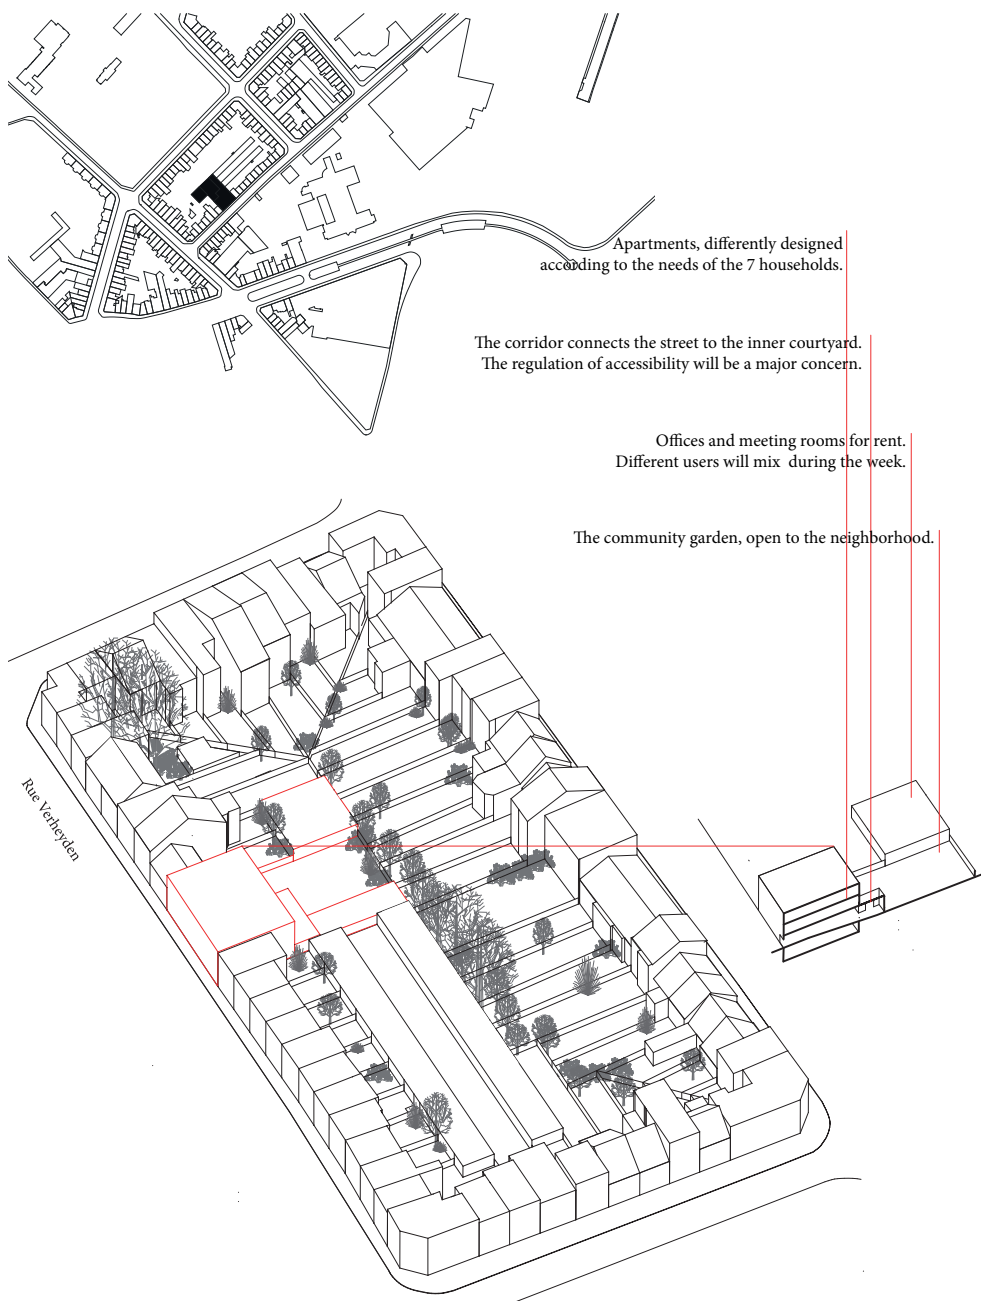 Apartments, differently designed
according to the needs of the 7 households.
The corridor connects the street to the inner courtyard.
The regulation of accessibility will be a major concern.
Offices and meeting rooms for rent.
Different users will mix during the week.
The community garden, open to the neighborhood.
Rue Verheyden